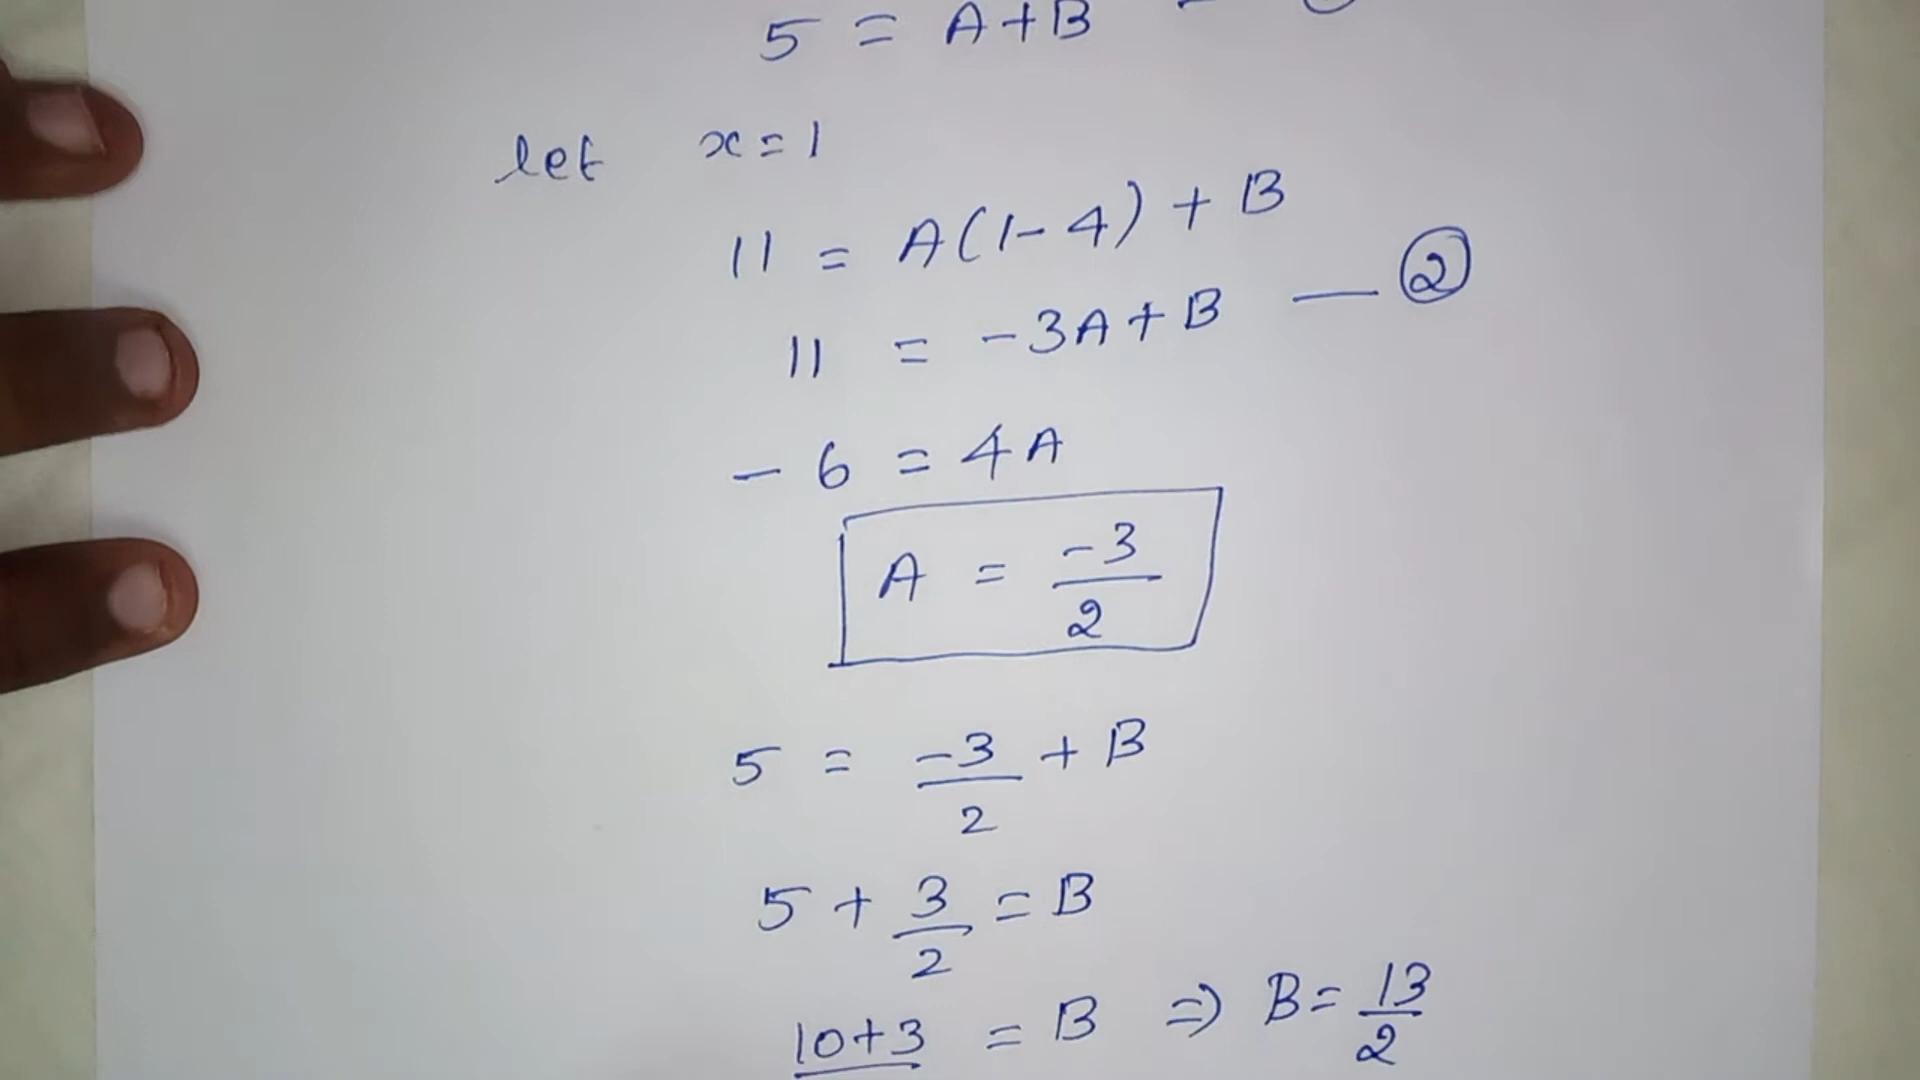 5 = A+B -
let x=1
11 = A(1-4) + B
11 = -3A+B — ②
-6 = 4A
A = -3/2
5 = -3/2 + B
5 + 3/2 = B
10+3 = B ⇒ B = 13/2